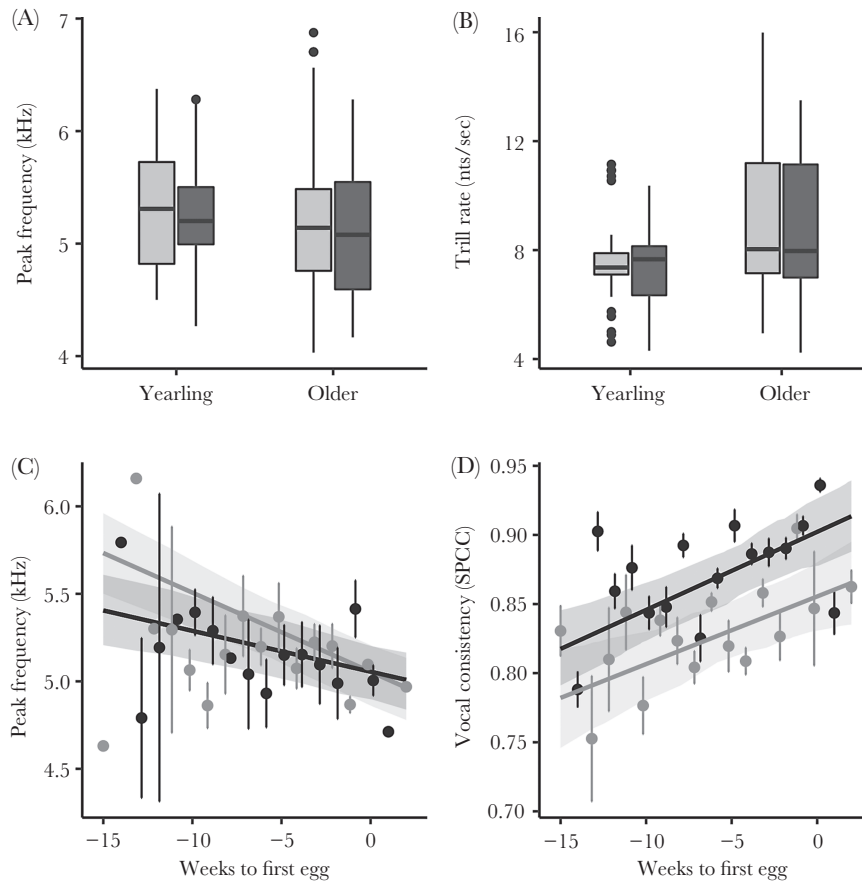 (A)
Peak frequency (kHz)
7
6
5
4
Yearling
Older
(B)
Trill rate (nts/sec)
16
12
8
4
Yearling
Older
(C)
Peak frequency (kHz)
6.0
5.5
5.0
4.5
−15
−10
−5
0
Weeks to first egg
(D)
Vocal consistency (SPCC)
0.95
0.90
0.85
0.80
0.75
0.70
−15
−10
−5
0
Weeks to first egg